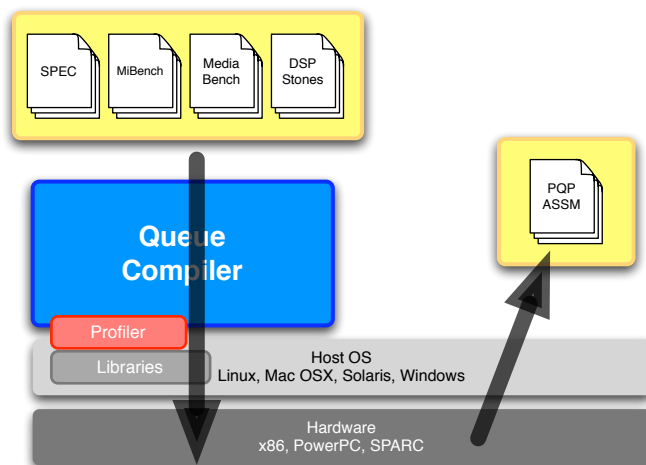 SPEC
MiBench
Media
Bench
DSP
Stones
PQP
ASSM
Queue
Compiler
Profiler
Libraries
Host OS
Linux, Mac OSX, Solaris, Windows
Hardware
x86, PowerPC, SPARC